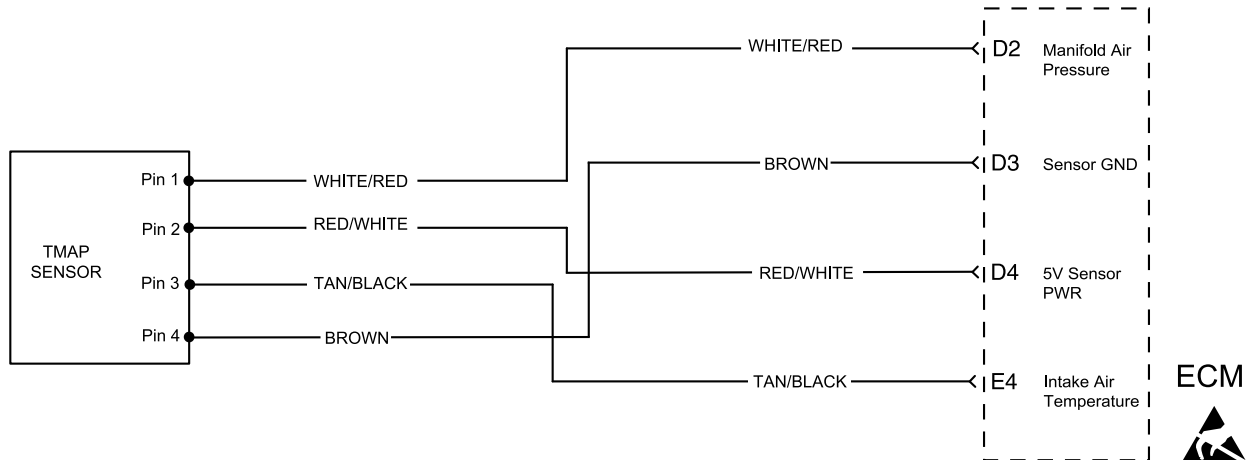 WHITE/RED
D2
Manifold Air
Pressure
BROWN
D3
Sensor GND
Pin 1
WHITE/RED
Pin 2
RED/WHITE
TMAP
SENSOR
RED/WHITE
D4
5V Sensor
PWR
Pin 3
TAN/BLACK
Pin 4
BROWN
TAN/BLACK
E4
Intake Air
Temperature
ECM